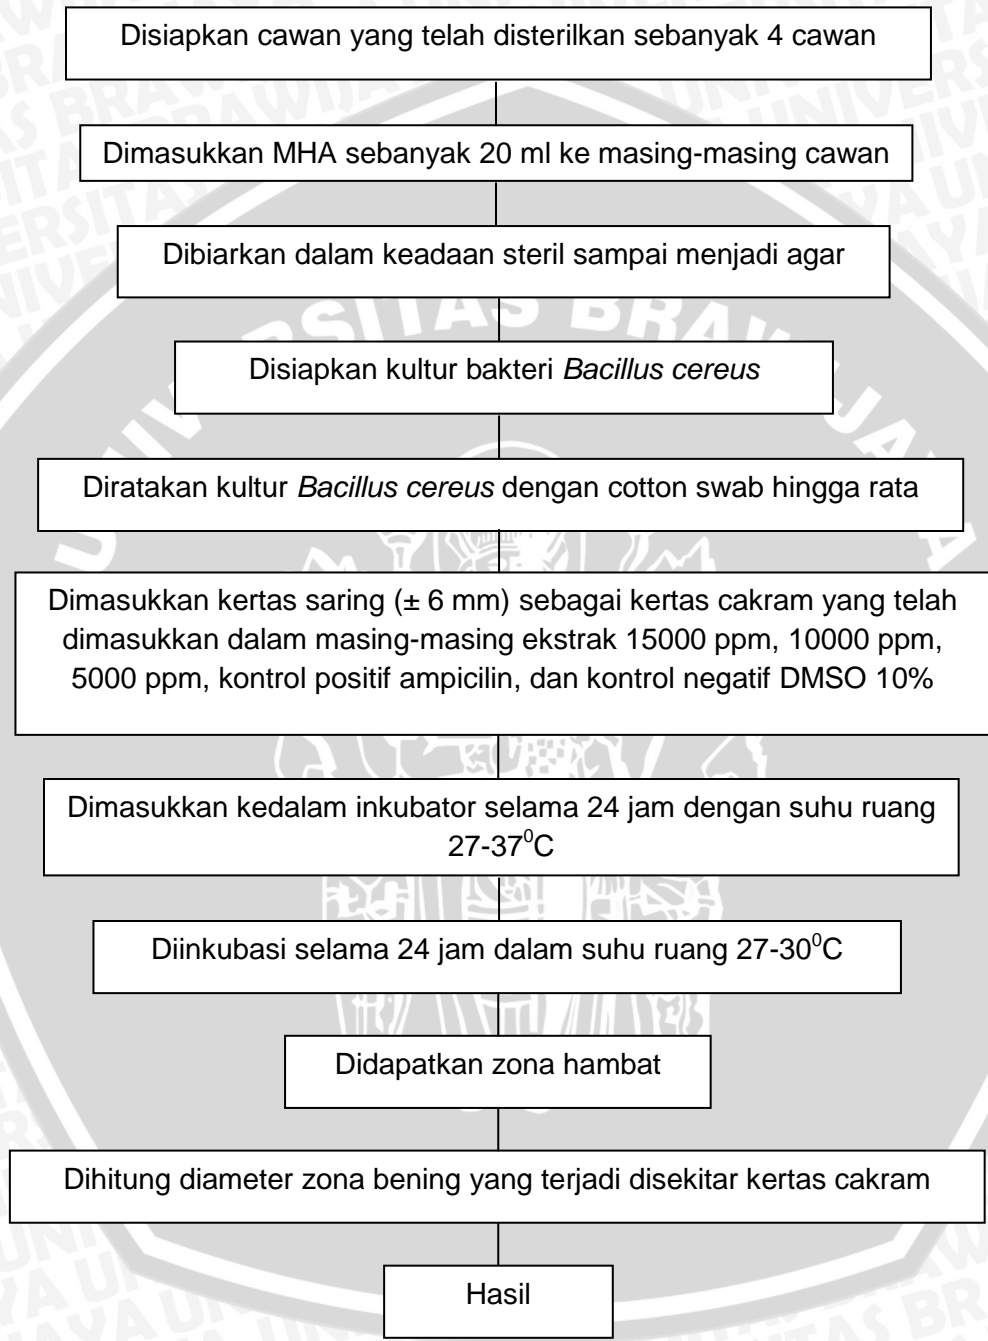 Disiapkan cawan yang telah disterilkan sebanyak 4 cawan
Dimasukkan MHA sebanyak 20 ml ke masing-masing cawan
Dibiarkan dalam keadaan steril sampai menjadi agar
Disiapkan kultur bakteri Bacillus cereus
Diratakan kultur Bacillus cereus dengan cotton swab hingga rata
Dimasukkan kertas saring (± 6 mm) sebagai kertas cakram yang telah
dimasukkan dalam masing-masing ekstrak 15000 ppm, 10000 ppm,
5000 ppm, kontrol positif ampicilin, dan kontrol negatif DMSO 10%
Dimasukkan kedalam inkubator selama 24 jam dengan suhu ruang
27-37⁰C
Diinkubasi selama 24 jam dalam suhu ruang 27-30⁰C
Didapatkan zona hambat
Dihitung diameter zona bening yang terjadi disekitar kertas cakram
Hasil
UNIVERSITAS BRAWIJAYA